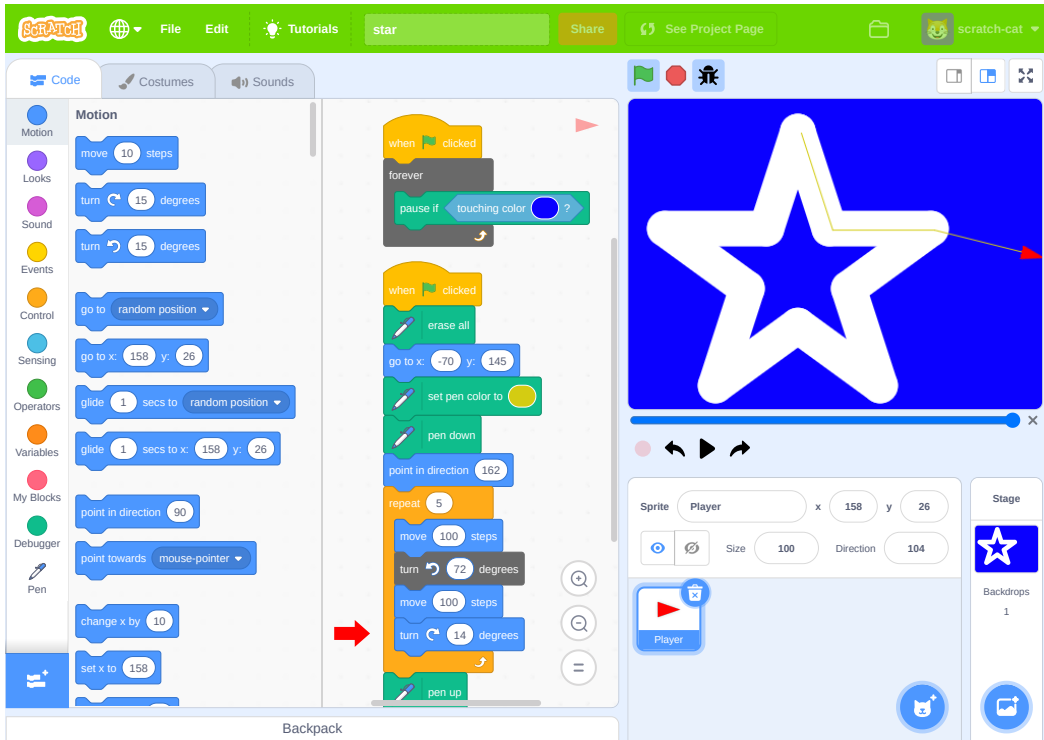 SCRATCH File Edit Tutorials star Share See Project Page scratch-cat
Code Costumes Sounds
Motion
Looks
Sound
Events
Control
Sensing
Operators
Variables
My Blocks
Debugger
Pen
Motion
move 10 steps
turn 15 degrees
turn 15 degrees
go to random position
go to x: 158 y: 26
glide 1 secs to random position
glide 1 secs to x: 158 y: 26
point in direction 90
point towards mouse-pointer
change x by 10
set x to 158
when clicked
forever
pause if touching color ?
when clicked
erase all
go to x: -70 y: 145
set pen color to
pen down
point in direction 162
repeat 5
move 100 steps
turn 72 degrees
move 100 steps
turn 14 degrees
pen up
Backpack
Sprite Player x 158 y 26
Size 100 Direction 104
Player
Stage
Backdrops
1